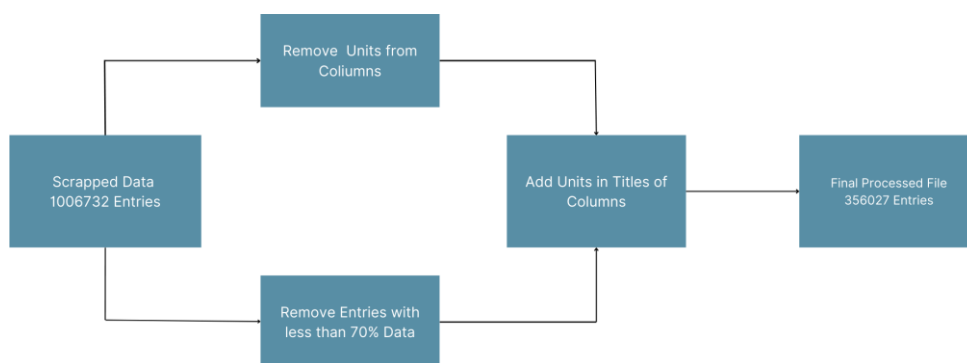 Remove Units from
Coliumns
Scrapped Data
1006732 Entries
Add Units in Titles of
Columns
Final Processed File
356027 Entries
Remove Entries with
less than 70% Data